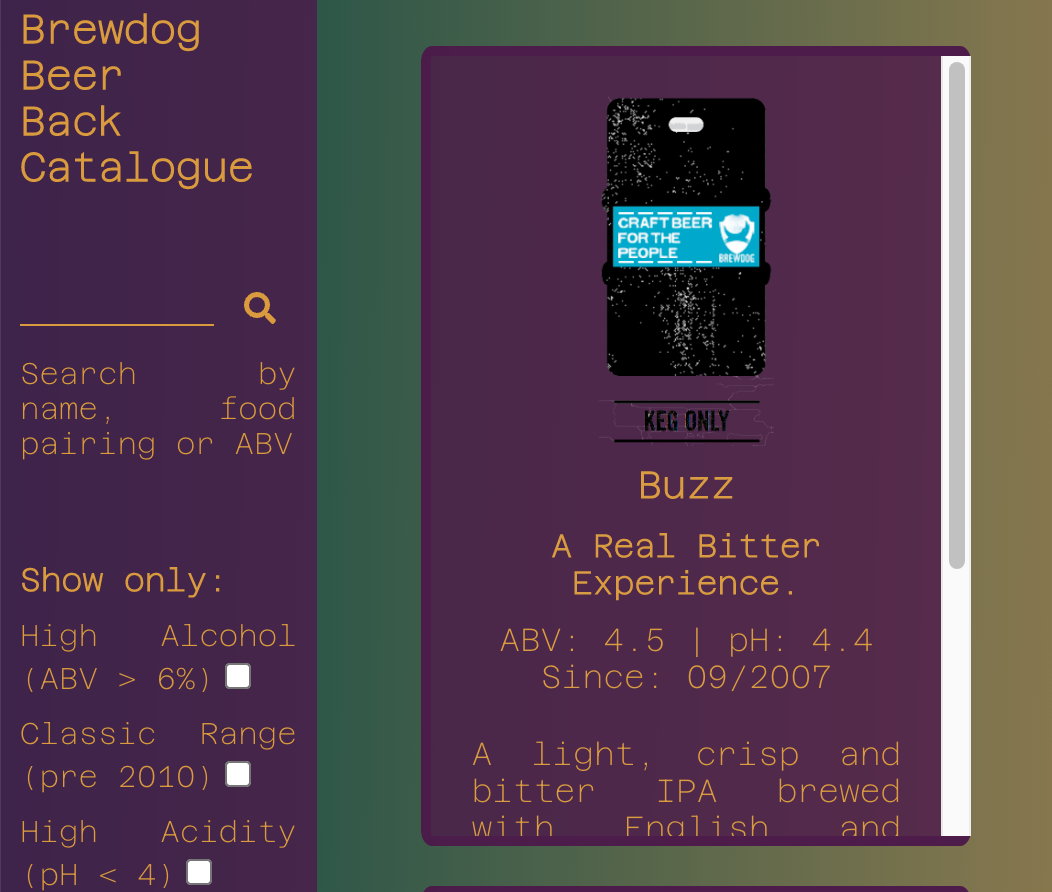 Brewdog
Beer
Back
Catalogue
Search by
name, food
pairing or ABV
Show only:
High Alcohol
(ABV > 6%)
Classic Range
(pre 2010)
High Acidity
(pH < 4)
CRAFT BEER
FOR THE
PEOPLE
BREWDOG
KEG ONLY
Buzz
A Real Bitter
Experience.
ABV: 4.5 | pH: 4.4
Since: 09/2007
A light, crisp and
bitter IPA brewed
with English and